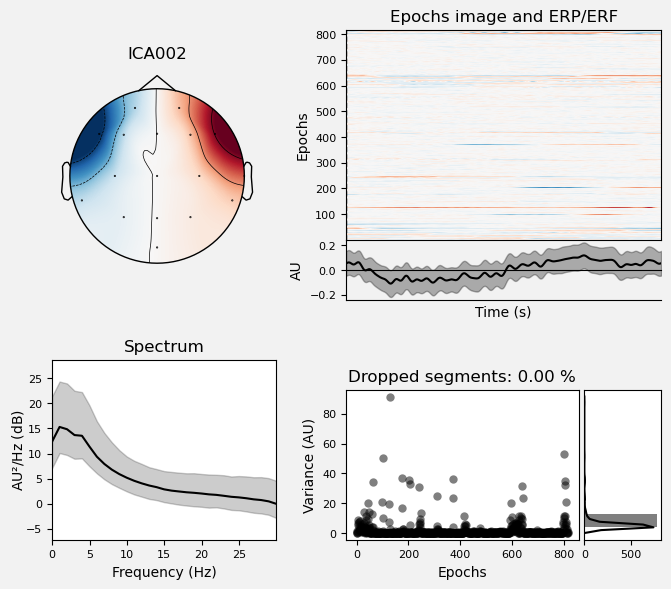 ICA002
Epochs image and ERP/ERF
Epochs
800
700
600
500
400
300
200
100
AU
0.2
0.0
−0.2
Time (s)
Spectrum
AU²/Hz (dB)
25
20
15
10
5
0
−5
0 5 10 15 20 25
Frequency (Hz)
Dropped segments: 0.00 %
Variance (AU)
80
60
40
20
0
0 200 400 600 800
Epochs
0 500